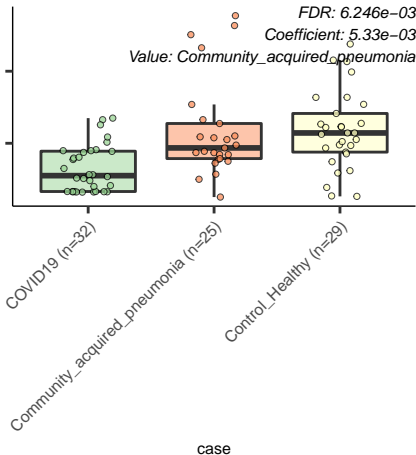 FDR: 6.246e-03
Coefficient: 5.33e-03
Value: Community_acquired_pneumonia
COVID19 (n=32)
Community_acquired_pneumonia (n=25)
Control_Healthy (n=29)
case